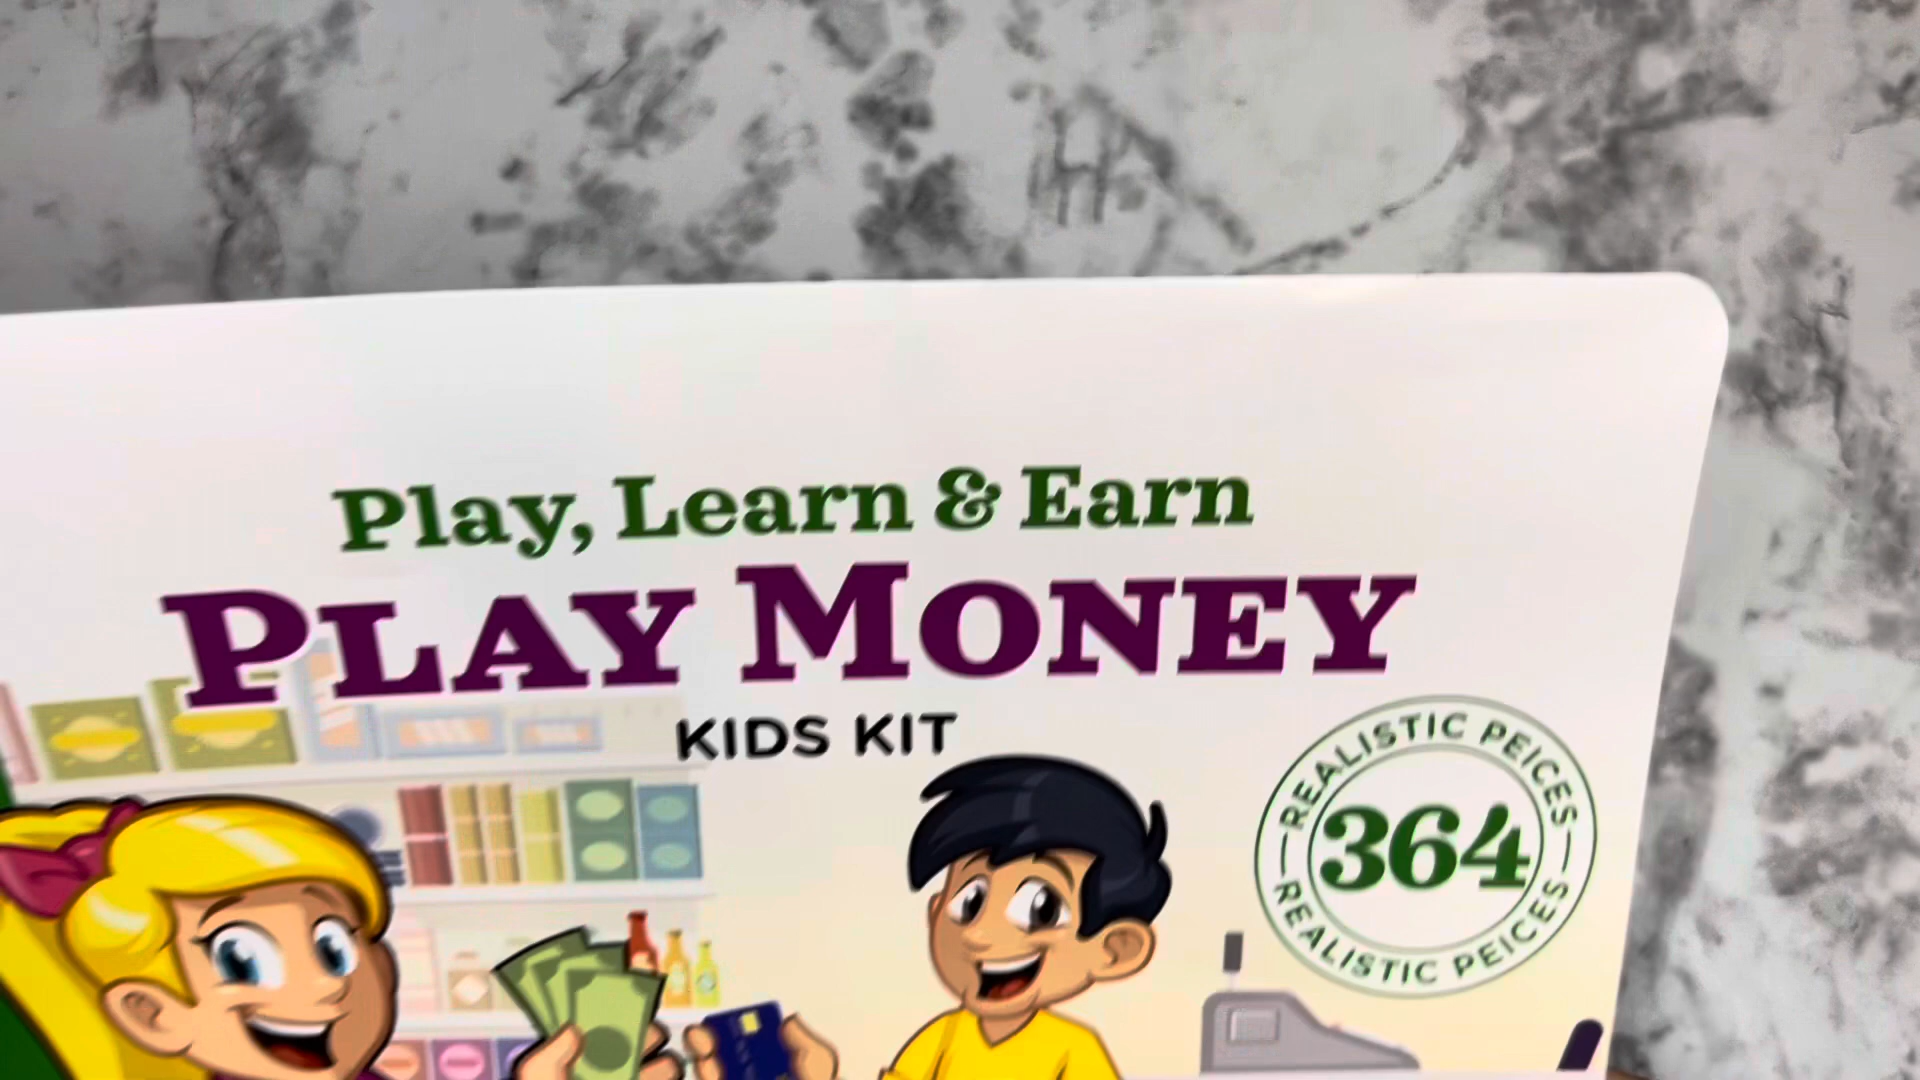 Play, Learn & Earn
PLAY MONEY
KIDS KIT
REALISTIC PEICES
364
REALISTIC PEICES